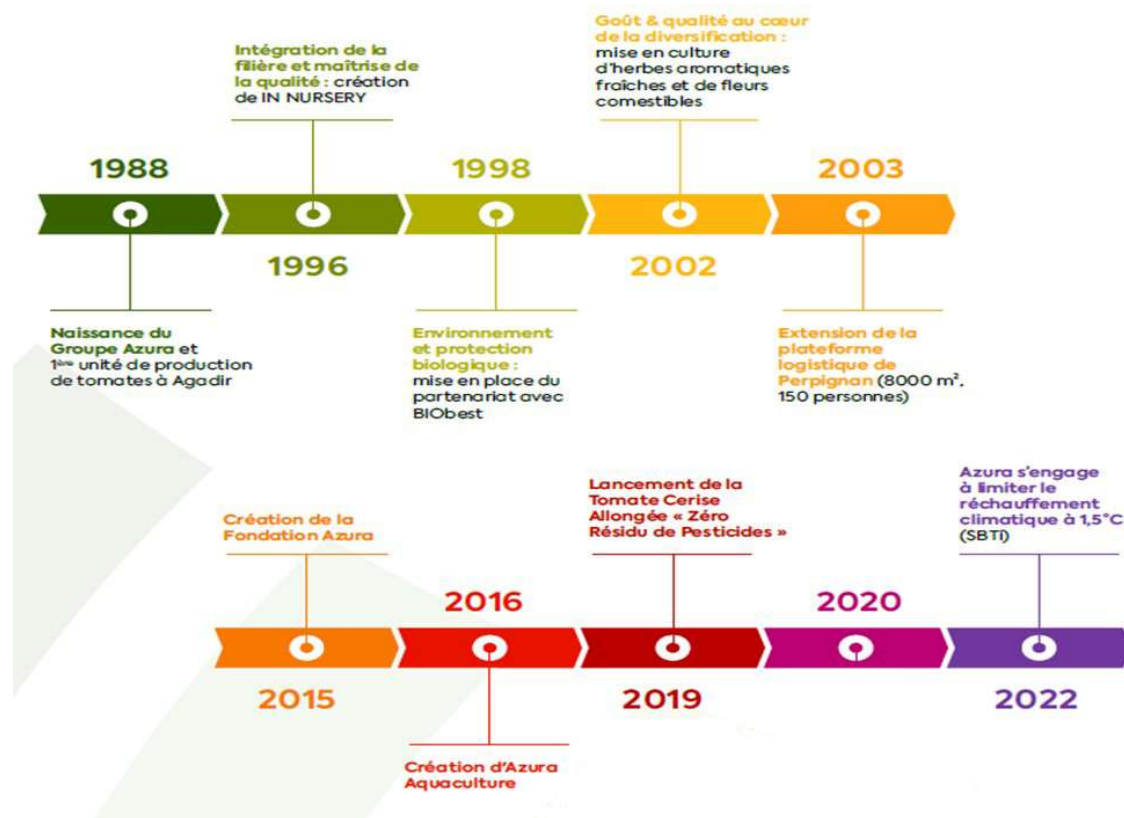 Intégration de la
filière et maîtrise de
la qualité : création
de IN NURSERY
Goût & qualité au cœur
de la diversification :
mise en culture
d'herbes aromatiques
fraîches et de fleurs
comestibles
1988
1998
2003
1996
2002
Naissance du
Groupe Azura et
1ère unité de production
de tomates à Agadir
Environnement
et protection
biologique :
mise en place du
partenariat avec
BIObest
Extension de la
plateforme
logistique de
Perpignan (8000 m²,
150 personnes)
Création de la
Fondation Azura
Lancement de la
Tomate Cerise
Allongée « Zéro
Résidu de Pesticides »
Azura s'engage
à limiter le
réchauffement
climatique à 1,5°C
(SBTi)
2016
2020
2015
2019
2022
Création d'Azura
Aquaculture